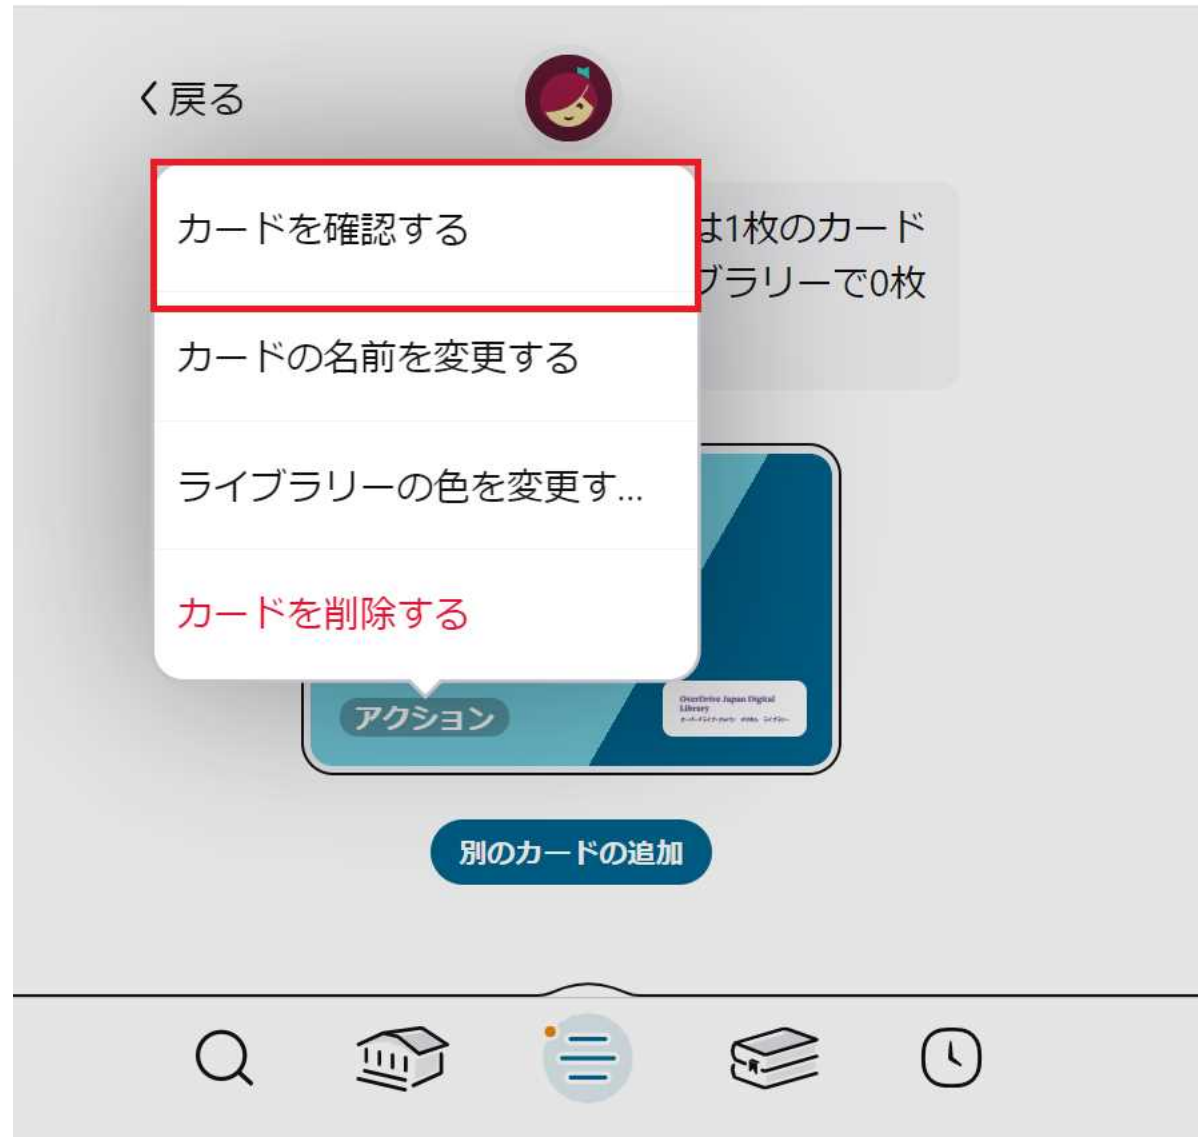 戻る
カードを確認する
は1枚のカード
ブラリーで0枚
カードの名前を変更する
ライブラリーの色を変更す...
カードを削除する
アクション
OverDrive Japan Digital
Library
別のカードの追加